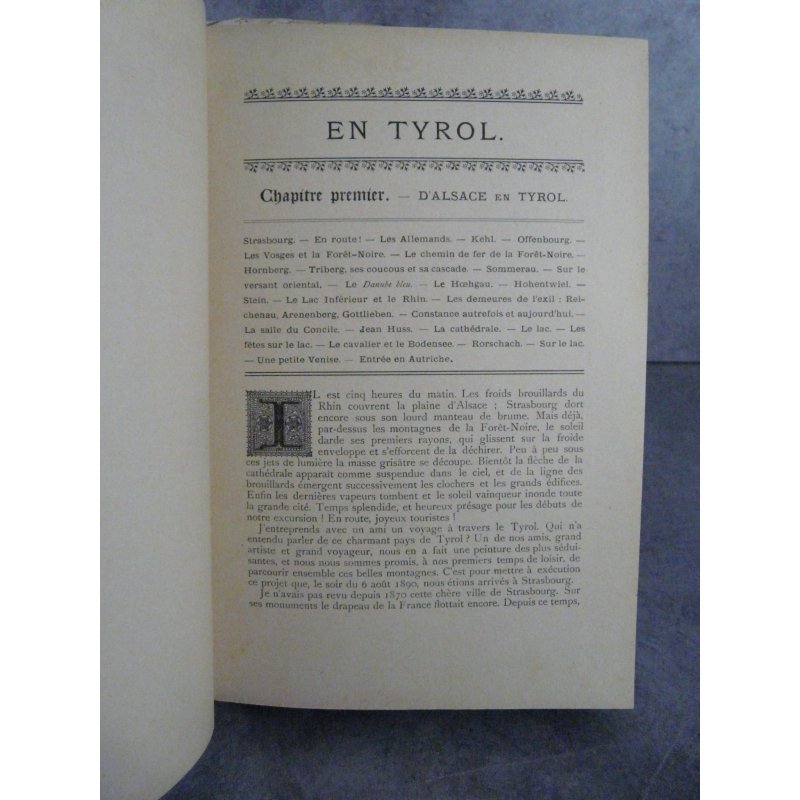 EN TYROL.
Chapitre premier. — D'ALSACE EN TYROL.
Strasbourg. — En route! — Les Allemands. — Kehl. — Offenbourg. —
Les Vosges et la Forêt-Noire. — Le chemin de fer de la Forêt-Noire. —
Hornberg. — Triberg, ses coucous et sa cascade. — Sommerau. — Sur le
versant oriental. — Le Danube bleu. — Le Hœhgau. — Hohentwiel. —
Stein. — Le Lac Inférieur et le Rhin. — Les demeures de l'exil : Rei-
chenau, Arenenberg, Gottlieben. — Constance autrefois et aujourd'hui. —
La salle du Concile. — Jean Huss. — La cathédrale. — Le lac. — Les
fêtes sur le lac. — Le cavalier et le Bodensee. — Rorschach. — Sur le lac.
— Une petite Venise. — Entrée en Autriche.
IL est cinq heures du matin. Les froids brouillards du
Rhin couvrent la plaine d'Alsace ; Strasbourg dort
encore sous son lourd manteau de brume. Mais déjà,
par-dessus les montagnes de la Forêt-Noire, le soleil
darde ses premiers rayons, qui glissent sur la froide
enveloppe et s'efforcent de la déchirer. Peu à peu sous
ces jets de lumière la masse grisâtre se découpe. Bientôt la flèche de la
cathédrale apparaît comme suspendue dans le ciel, et de la ligne des
brouillards émergent successivement les clochers et les grands édifices.
Enfin les dernières vapeurs tombent et le soleil vainqueur inonde toute
la grande cité. Temps splendide, et heureux présage pour les débuts de
notre excursion ! En route, joyeux touristes !
J'entreprends avec un ami un voyage à travers le Tyrol. Qui n'a
entendu parler de ce charmant pays de Tyrol ? Un de nos amis, grand
artiste et grand voyageur, nous en a fait une peinture des plus sédui-
santes, et nous nous sommes promis, à nos premiers temps de loisir, de
parcourir ensemble ces belles montagnes. C'est pour mettre à exécution
ce projet que, le soir du 6 août 1890, nous étions arrivés à Strasbourg.
Je n'avais pas revu depuis 1870 cette chère ville de Strasbourg. Sur
ses monuments le drapeau de la France flottait encore. Depuis ce temps,